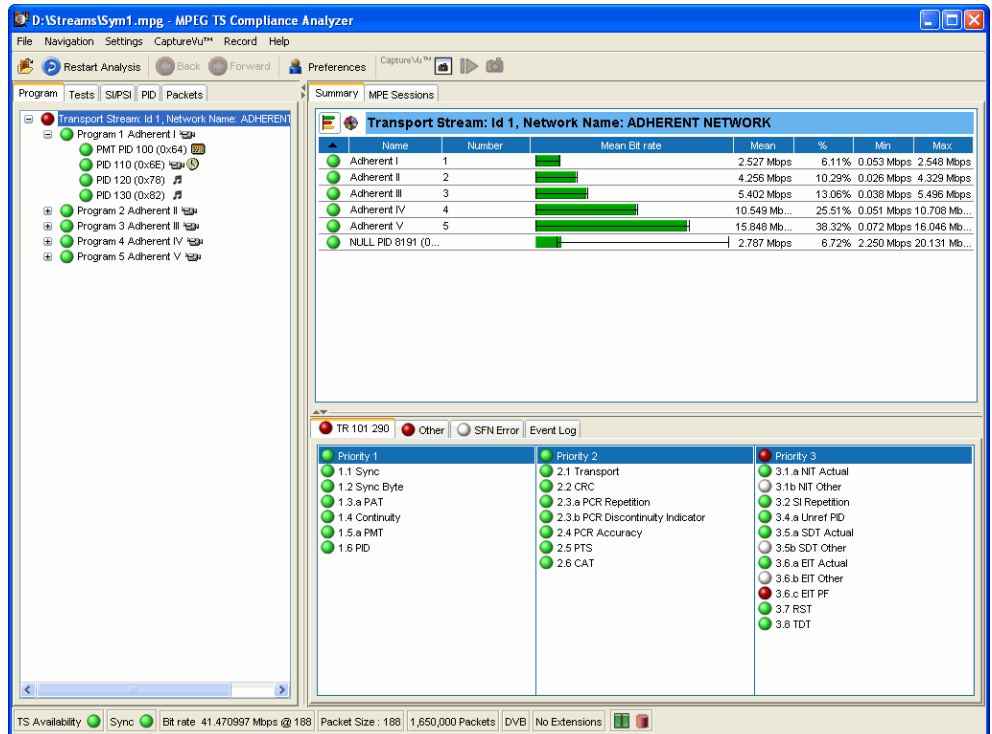 D:\Streams\Sym1.mpg - MPEG TS Compliance Analyzer
File Navigation Settings CaptureVu™ Record Help
Restart Analysis Back Forward Preferences CaptureVu™
Program Tests SI/PSI PID Packets
Transport Stream: Id 1, Network Name: ADHERENT
Program 1 Adherent I
PMT PID 100 (0x64)
PID 110 (0x6E)
PID 120 (0x78)
PID 130 (0x82)
Program 2 Adherent II
Program 3 Adherent III
Program 4 Adherent IV
Program 5 Adherent V
Summary MPE Sessions
Transport Stream: Id 1, Network Name: ADHERENT NETWORK
Name Number Mean Bit rate Mean % Min Max
Adherent I 1 2.527 Mbps 6.11% 0.053 Mbps 2.548 Mbps
Adherent II 2 4.256 Mbps 10.29% 0.026 Mbps 4.329 Mbps
Adherent III 3 5.402 Mbps 13.06% 0.038 Mbps 5.496 Mbps
Adherent IV 4 10.549 Mb... 25.51% 0.051 Mbps 10.708 Mb...
Adherent V 5 15.848 Mb... 38.32% 0.072 Mbps 16.046 Mb...
NULL PID 8191 (0... 2.787 Mbps 6.72% 2.250 Mbps 20.131 Mb...
TR 101 290 Other SFN Error Event Log
Priority 1
1.1 Sync
1.2 Sync Byte
1.3.a PAT
1.4 Continuity
1.5.a PMT
1.6 PID
Priority 2
2.1 Transport
2.2 CRC
2.3.a PCR Repetition
2.3.b PCR Discontinuity Indicator
2.4 PCR Accuracy
2.5 PTS
2.6 CAT
Priority 3
3.1.a NIT Actual
3.1b NIT Other
3.2 SI Repetition
3.4.a Unref PID
3.5.a SDT Actual
3.5b SDT Other
3.6.a EIT Actual
3.6.b EIT Other
3.6.c EIT PF
3.7 RST
3.8 TDT
TS Availability Sync Bit rate 41.470997 Mbps @ 188 Packet Size : 188 1,650,000 Packets DVB No Extensions